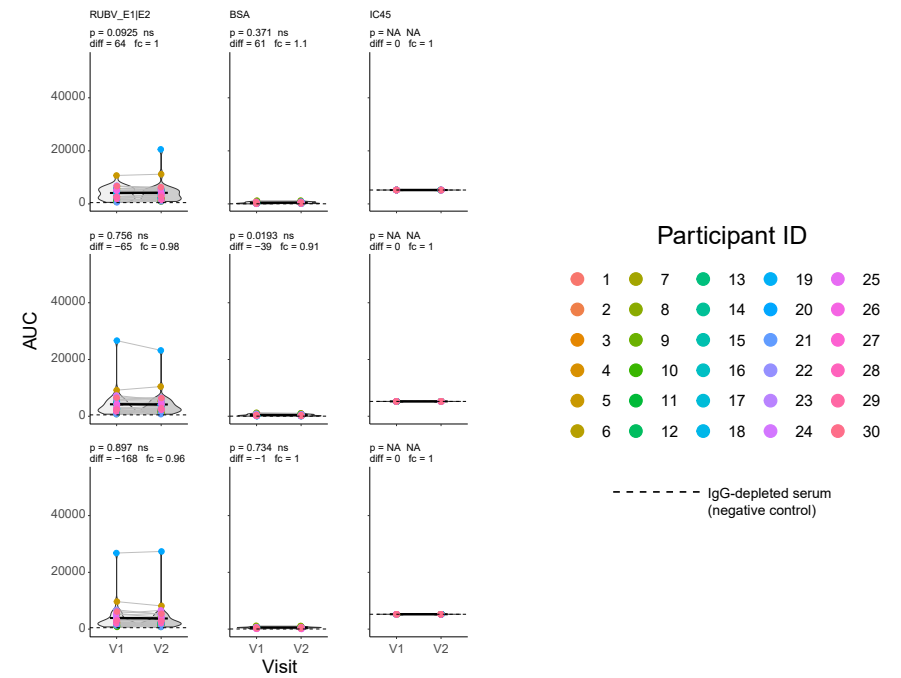 RUBV_E1|E2 BSA IC45
p = 0.0925 ns p = 0.371 ns p = NA NA
diff = 64 fc = 1 diff = 61 fc = 1.1 diff = 0 fc = 1
40000
20000
0
p = 0.756 ns p = 0.0193 ns p = NA NA
diff = −65 fc = 0.98 diff = −39 fc = 0.91 diff = 0 fc = 1
40000
20000
0
p = 0.897 ns p = 0.734 ns p = NA NA
diff = −168 fc = 0.96 diff = −1 fc = 1 diff = 0 fc = 1
40000
20000
0
V1 V2 V1 V2 V1 V2
AUC
Visit
Participant ID
1 7 13 19 25
2 8 14 20 26
3 9 15 21 27
4 10 16 22 28
5 11 17 23 29
6 12 18 24 30
IgG-depleted serum
(negative control)